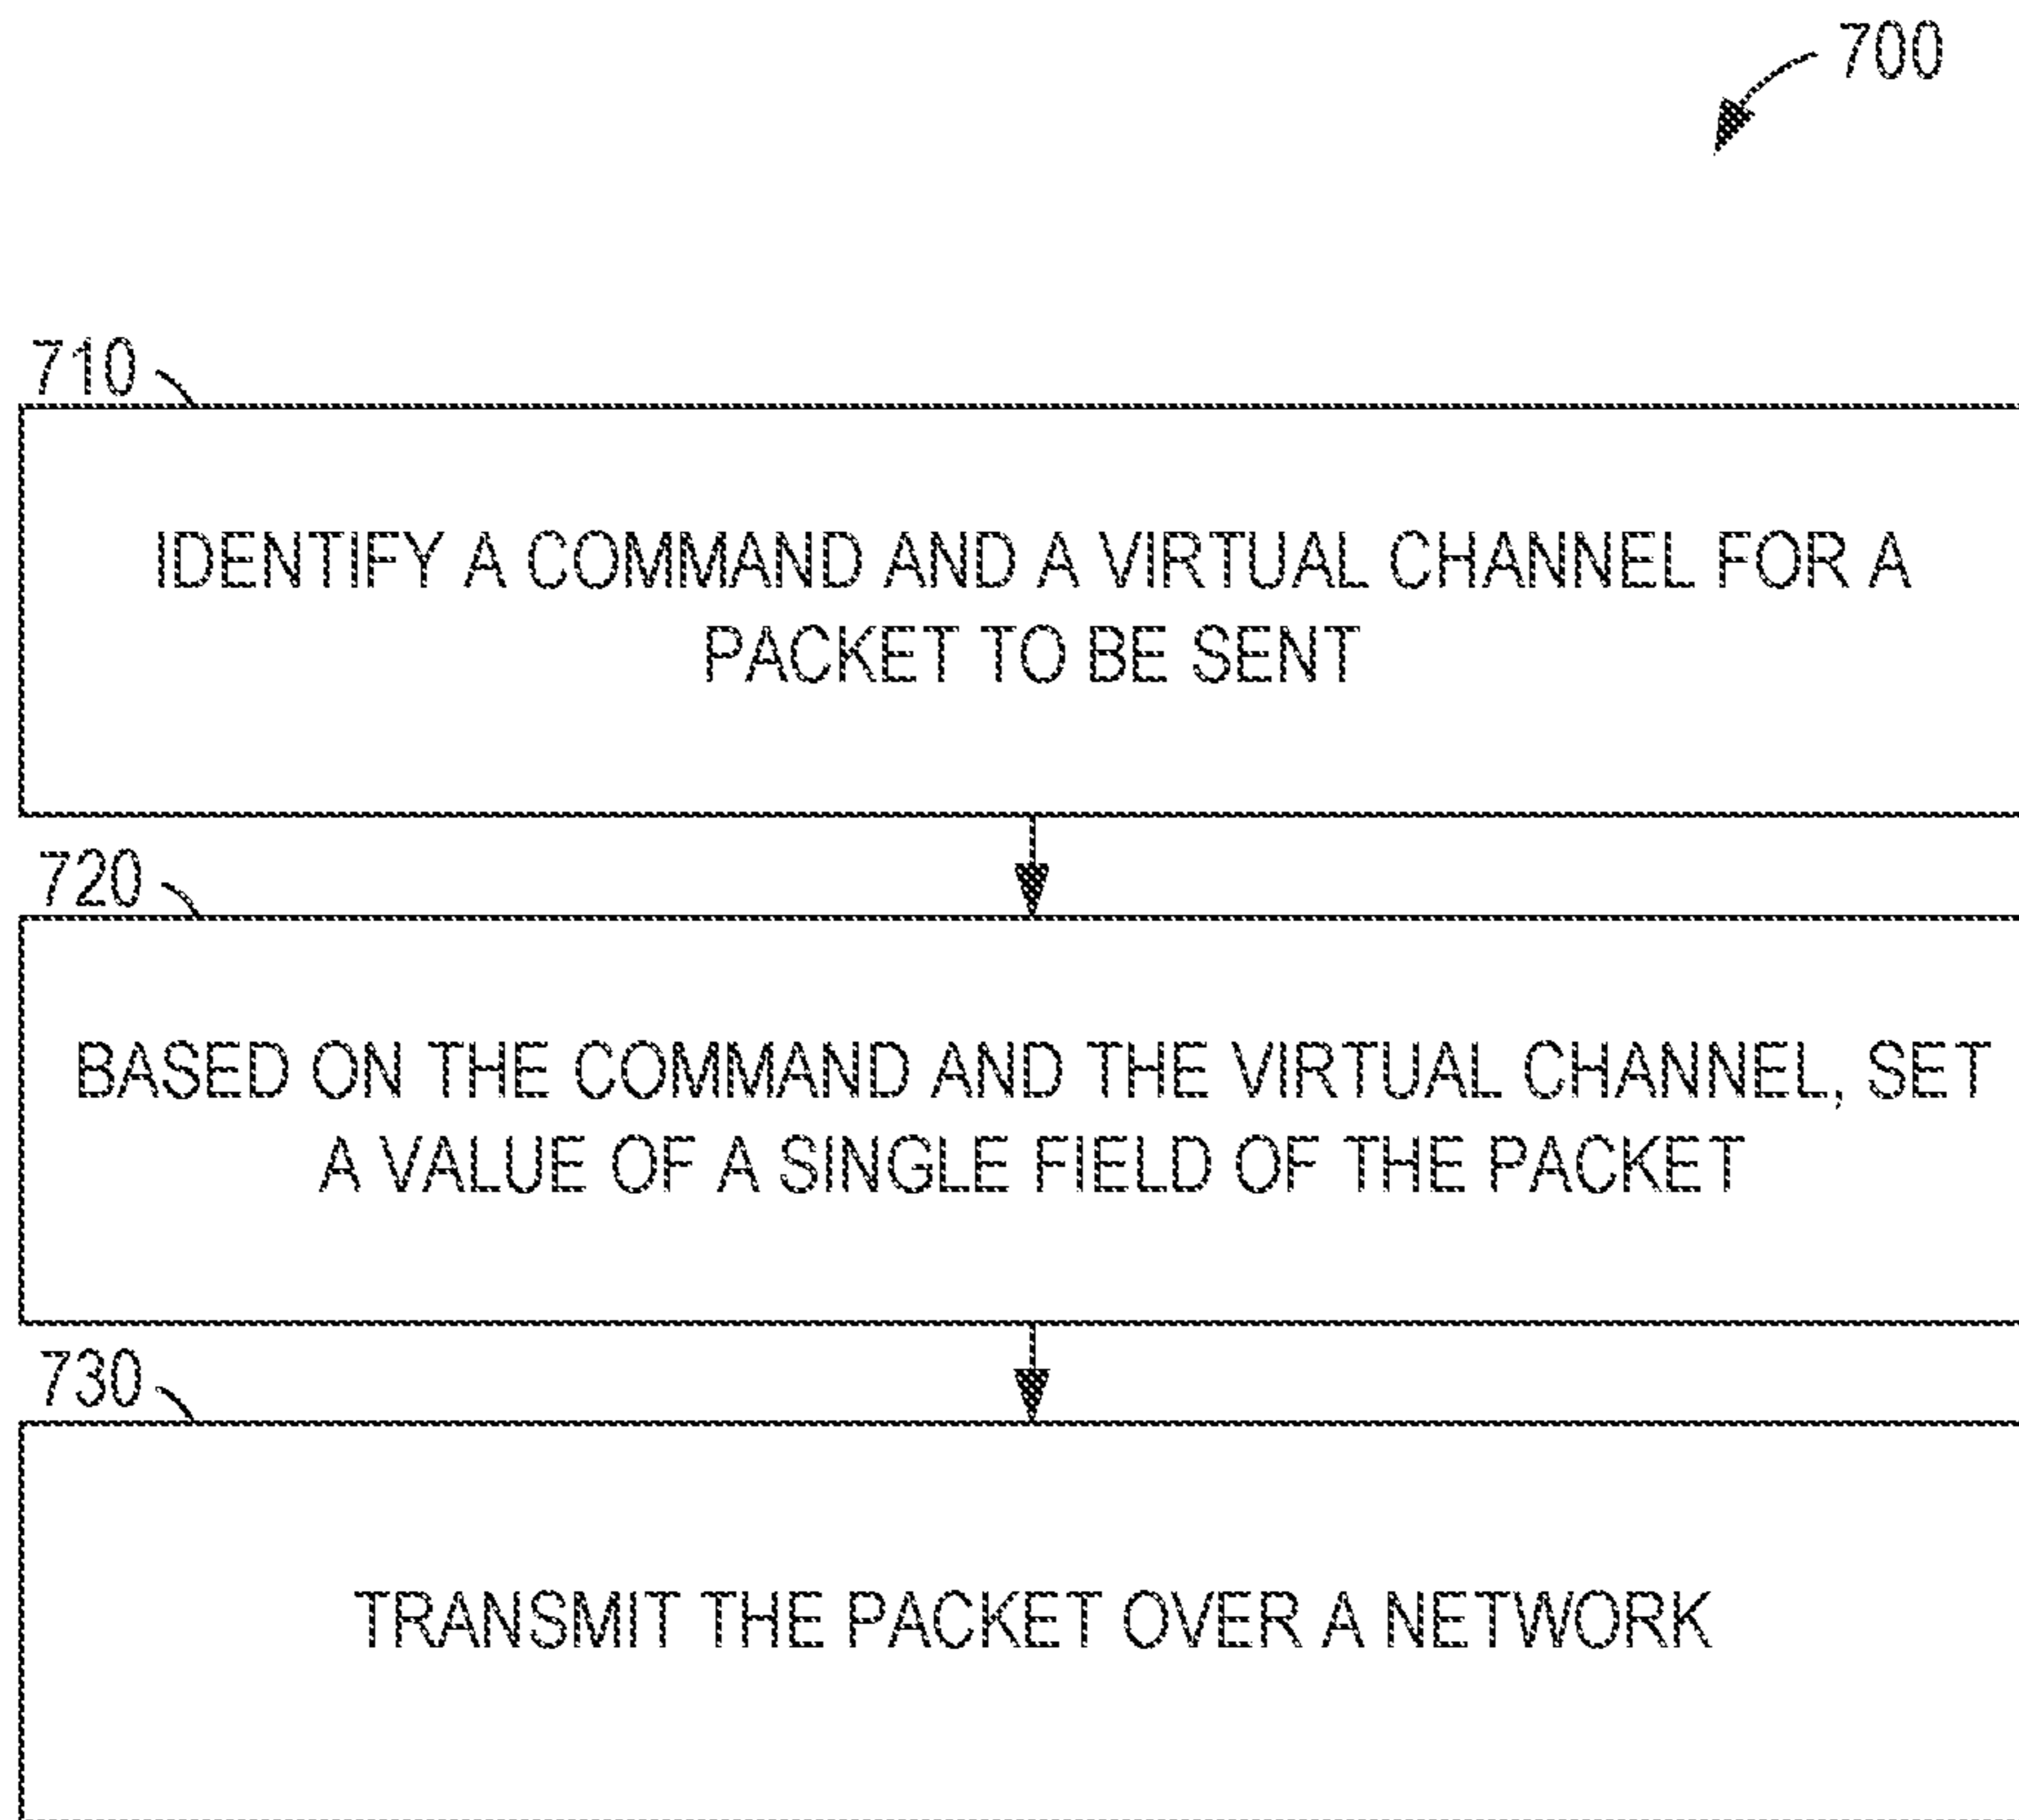 700
710
IDENTIFY A COMMAND AND A VIRTUAL CHANNEL FOR A
PACKET TO BE SENT
720
BASED ON THE COMMAND AND THE VIRTUAL CHANNEL, SET
A VALUE OF A SINGLE FIELD OF THE PACKET
730
TRANSMIT THE PACKET OVER A NETWORK